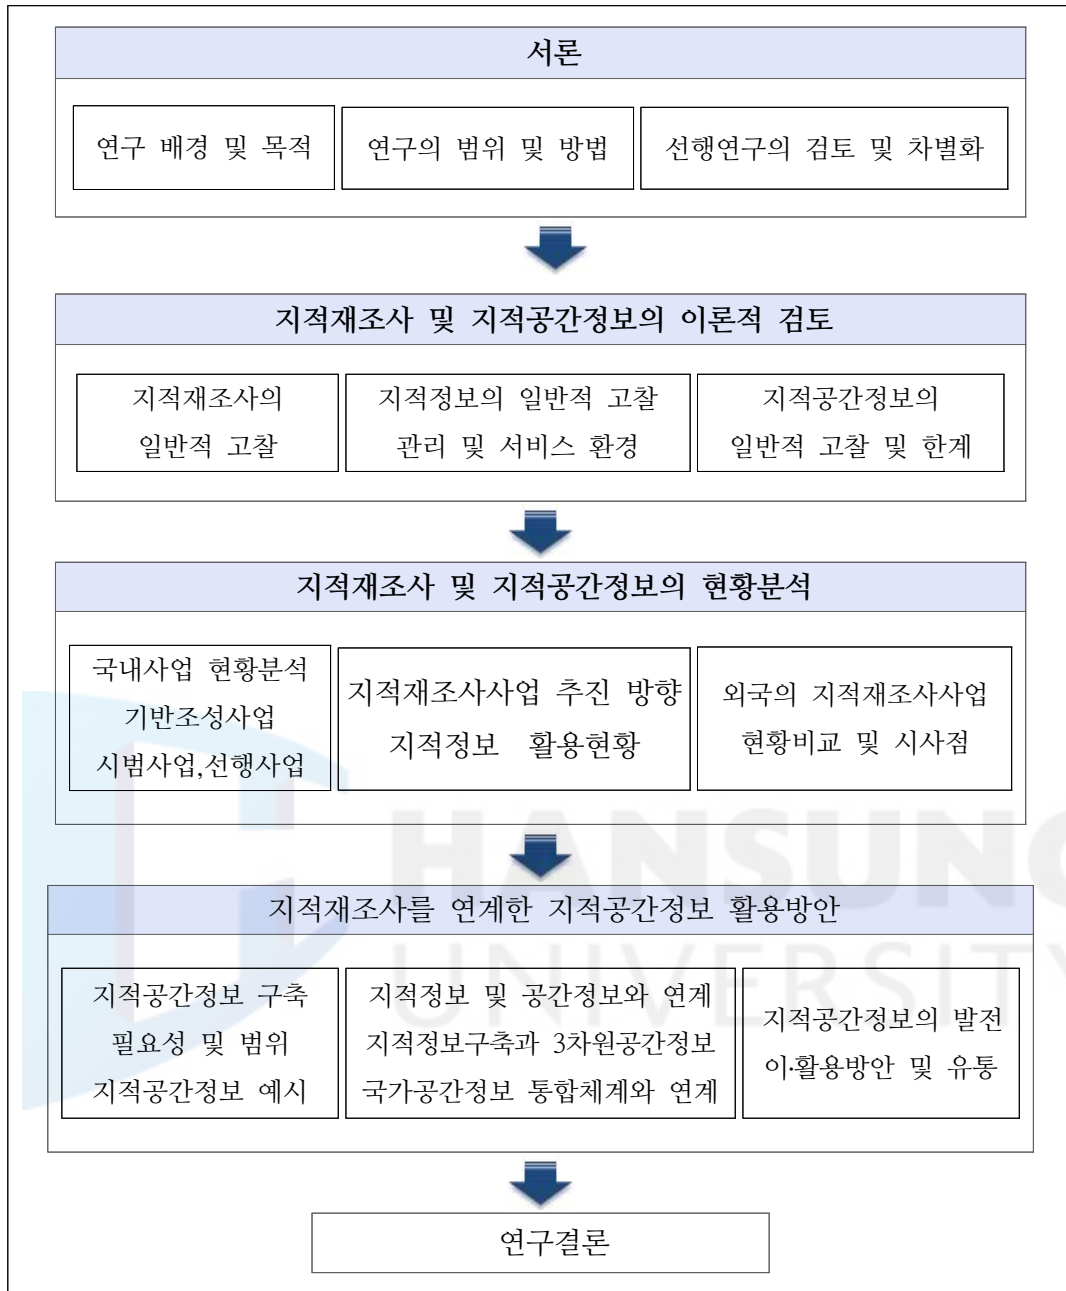 서론
연구 배경 및 목적
연구의 범위 및 방법
선행연구의 검토 및 차별화
지적재조사 및 지적공간정보의 이론적 검토
지적재조사의
일반적 고찰
지적정보의 일반적 고찰
관리 및 서비스 환경
지적공간정보의
일반적 고찰 및 한계
지적재조사 및 지적공간정보의 현황분석
국내사업 현황분석
기반조성사업
시범사업,선행사업
지적재조사사업 추진 방향
지적정보 활용현황
외국의 지적재조사사업
현황비교 및 시사점
지적재조사를 연계한 지적공간정보 활용방안
지적공간정보 구축
필요성 및 범위
지적공간정보 예시
지적정보 및 공간정보와 연계
지적정보구축과 3차원공간정보
국가공간정보 통합체계와 연계
지적공간정보의 발전
이·활용방안 및 유통
연구결론
HANSUNG
UNIVERSITY